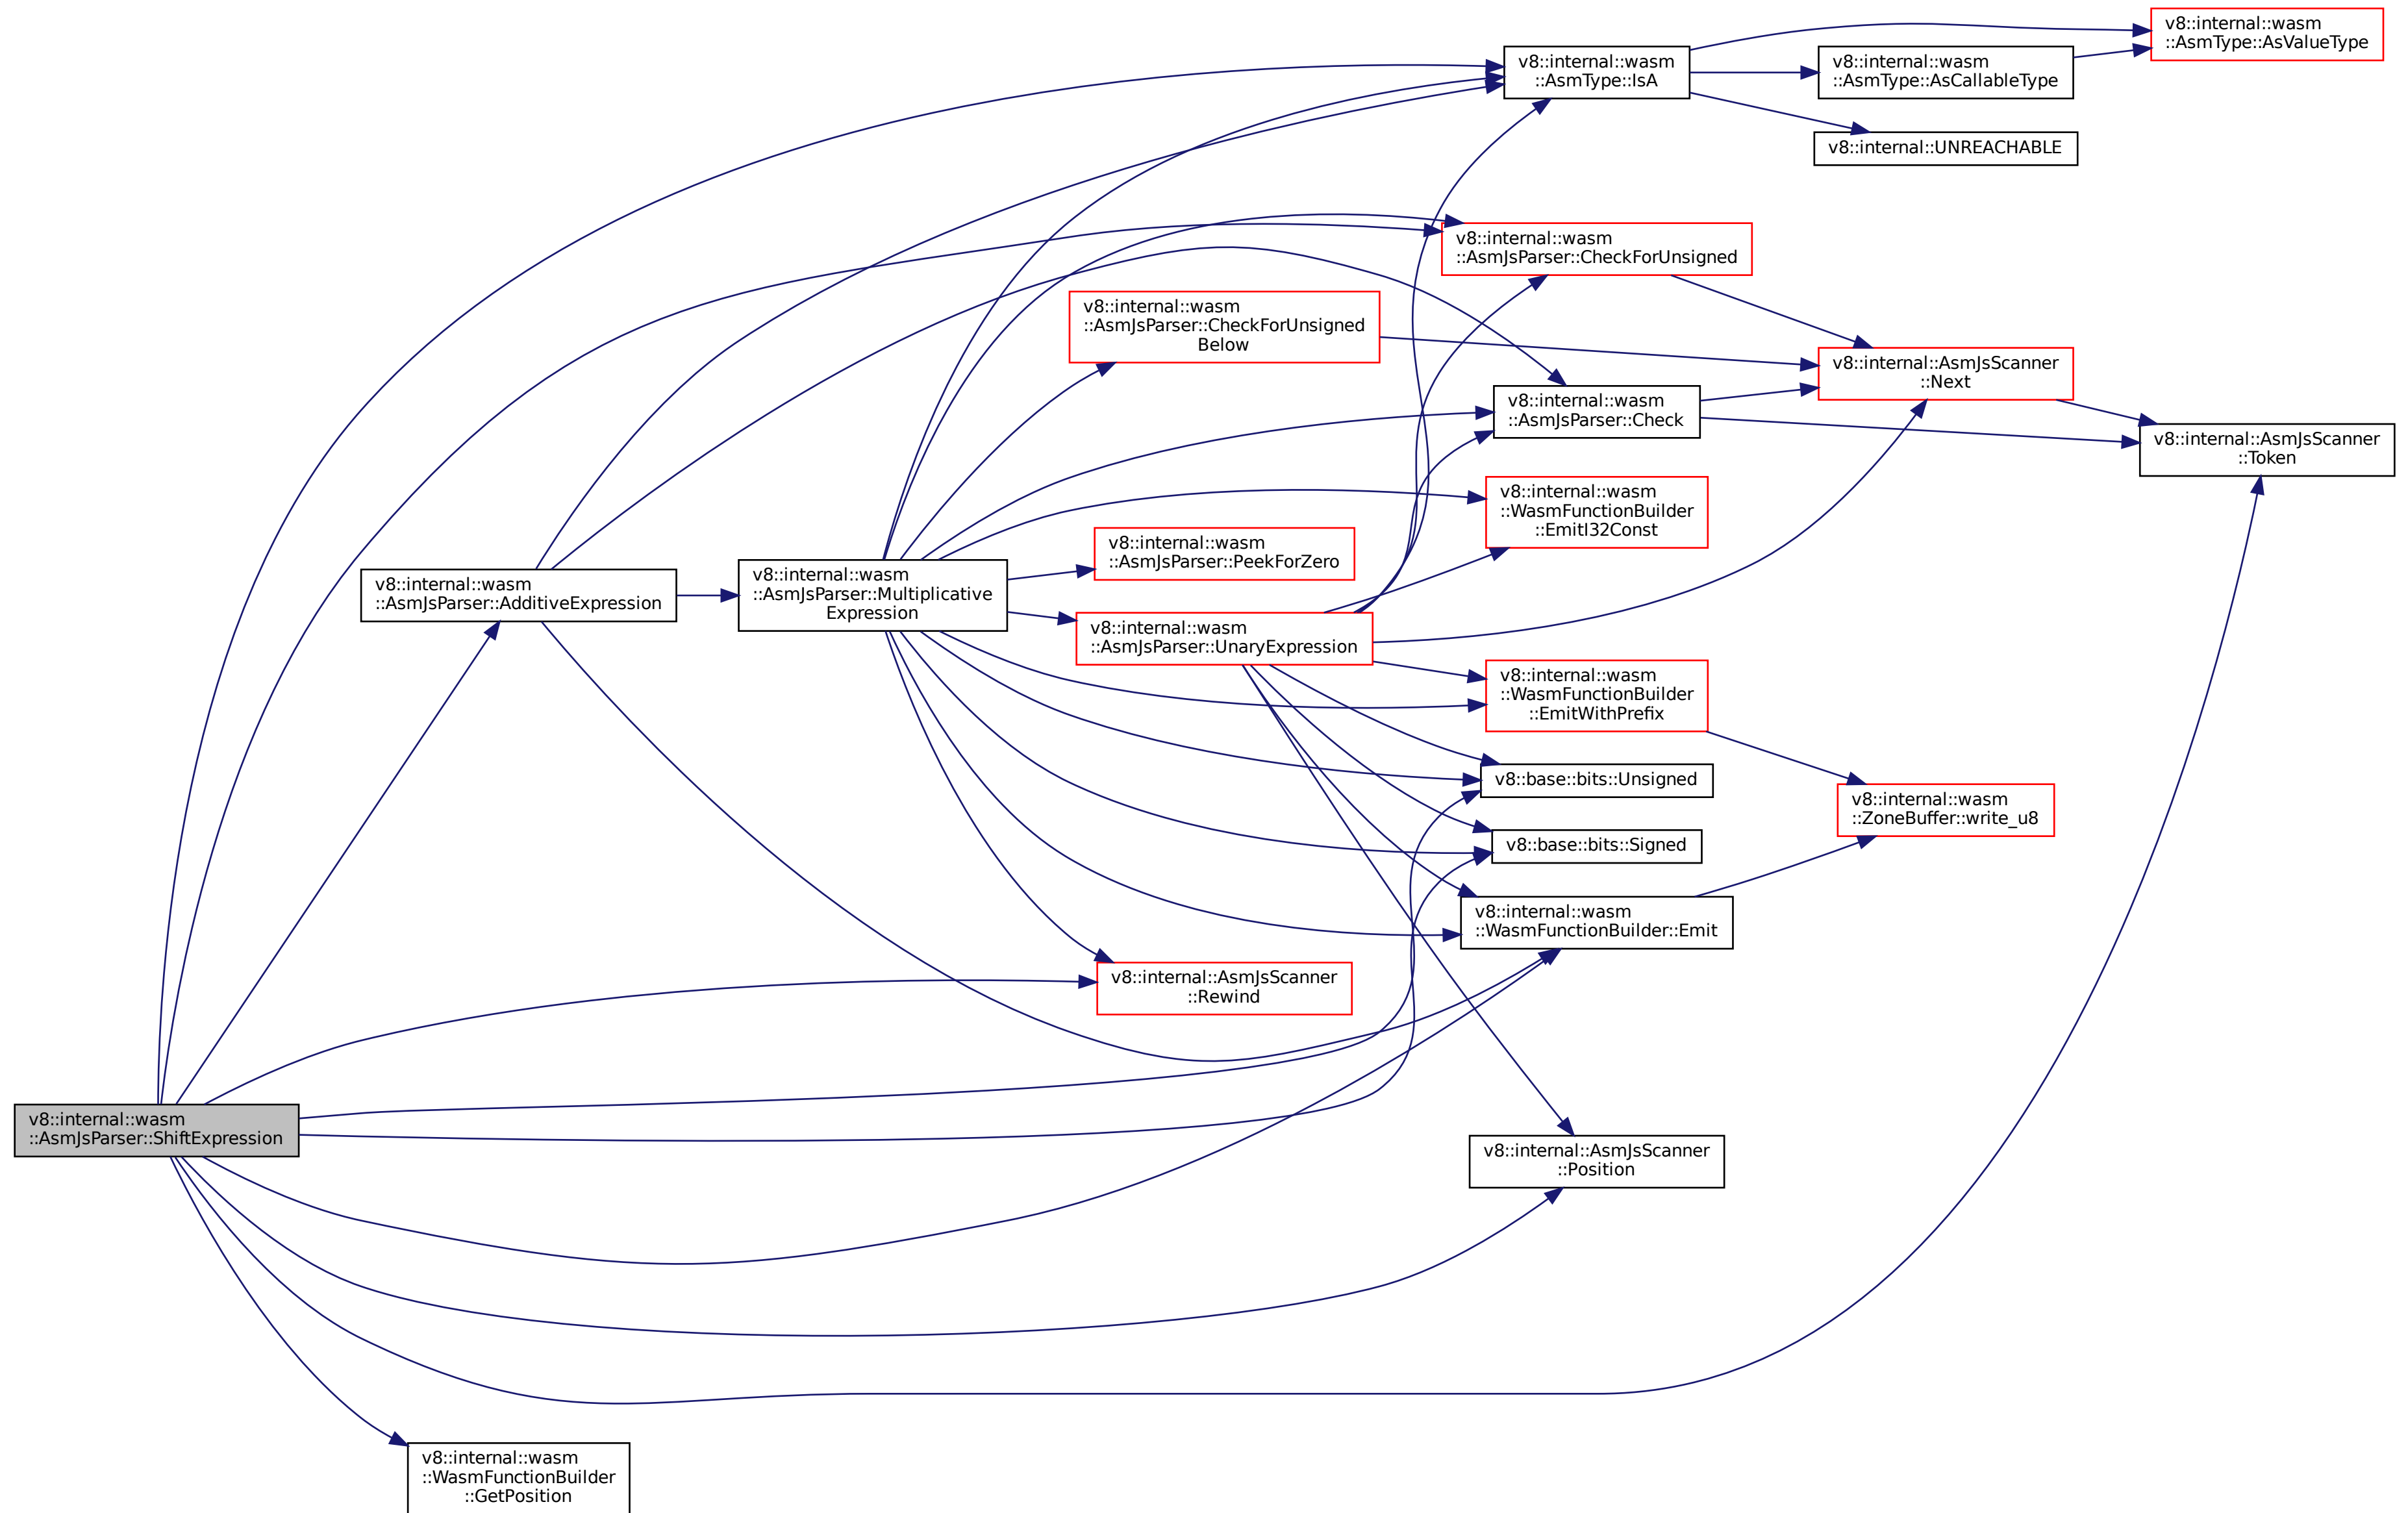 v8::internal::wasm
::AsmType::AsValueType
v8::internal::wasm
::AsmType::IsA
v8::internal::wasm
::AsmType::AsCallableType
v8::internal::UNREACHABLE
v8::internal::wasm
::AsmJsParser::CheckForUnsigned
v8::internal::wasm
::AsmJsParser::CheckForUnsigned
Below
v8::internal::AsmJsScanner
::Next
v8::internal::wasm
::AsmJsParser::Check
v8::internal::AsmJsScanner
::Token
v8::internal::wasm
::WasmFunctionBuilder
::EmitI32Const
v8::internal::wasm
::AsmJsParser::PeekForZero
v8::internal::wasm
::AsmJsParser::AdditiveExpression
v8::internal::wasm
::AsmJsParser::Multiplicative
Expression
v8::internal::wasm
::AsmJsParser::UnaryExpression
v8::internal::wasm
::WasmFunctionBuilder
::EmitWithPrefix
v8::base::bits::Unsigned
v8::internal::wasm
::ZoneBuffer::write_u8
v8::base::bits::Signed
v8::internal::wasm
::WasmFunctionBuilder::Emit
v8::internal::AsmJsScanner
::Rewind
v8::internal::wasm
::AsmJsParser::ShiftExpression
v8::internal::AsmJsScanner
::Position
v8::internal::wasm
::WasmFunctionBuilder
::GetPosition